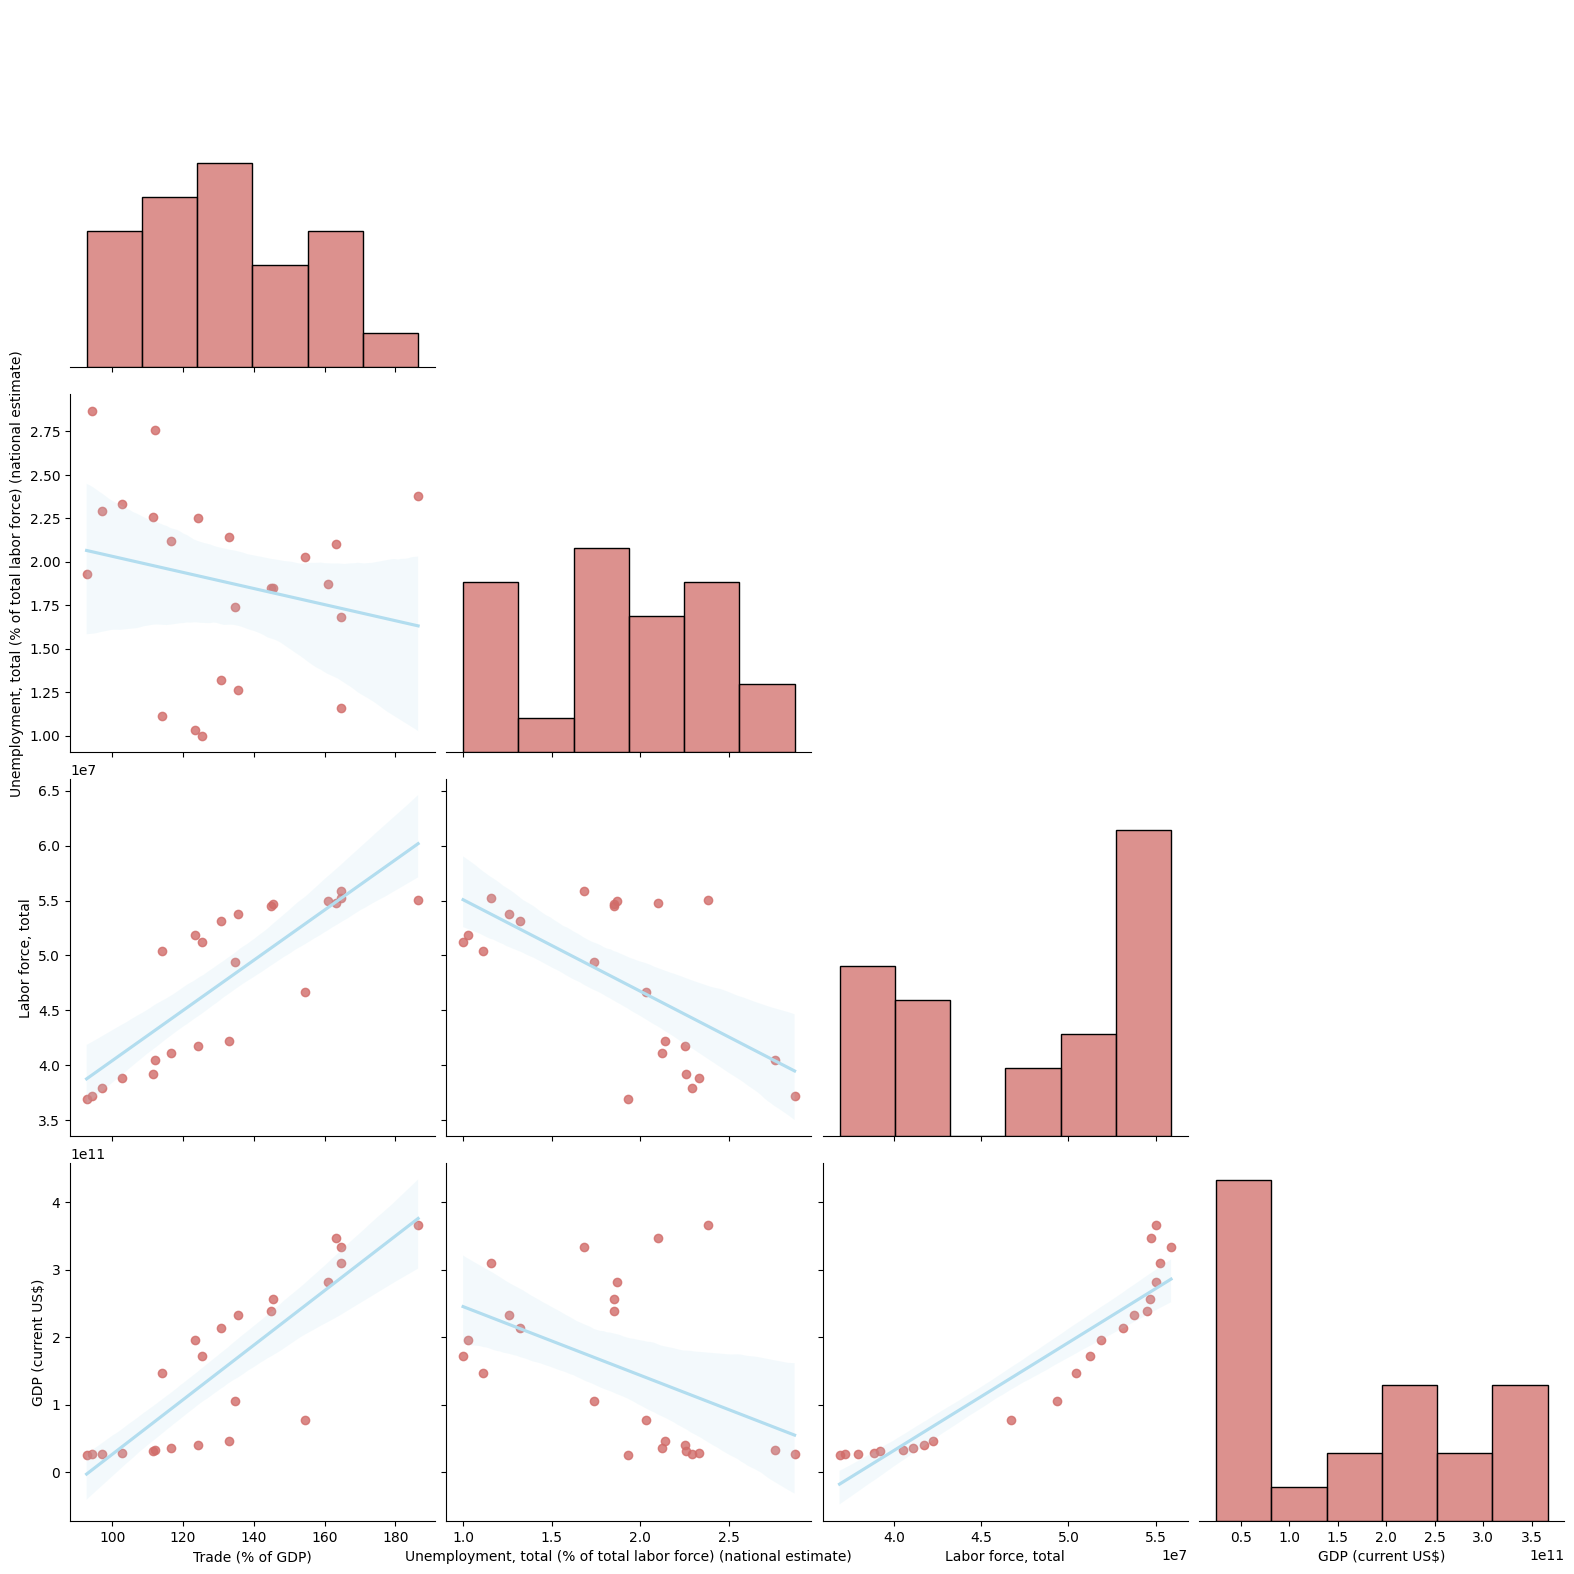 Unemployment, total (% of total labor force) (national estimate)
2.75
2.50
2.25
2.00
1.75
1.50
1.25
1.00
1e7
Labor force, total
6.5
6.0
5.5
5.0
4.5
4.0
3.5
1e11
GDP (current US$)
4
3
2
1
0
100 120 140 160 180
Trade (% of GDP)
1.0 1.5 2.0 2.5
Unemployment, total (% of total labor force) (national estimate)
4.0 4.5 5.0 5.5
Labor force, total
1e7
0.5 1.0 1.5 2.0 2.5 3.0 3.5
GDP (current US$)
1e11